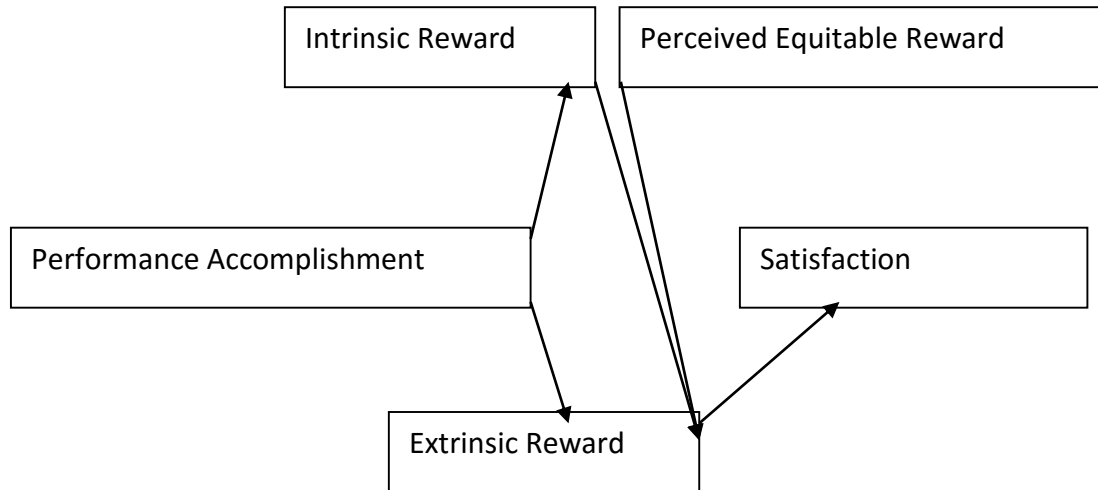 Intrinsic Reward
Perceived Equitable Reward
Performance Accomplishment
Satisfaction
Extrinsic Reward